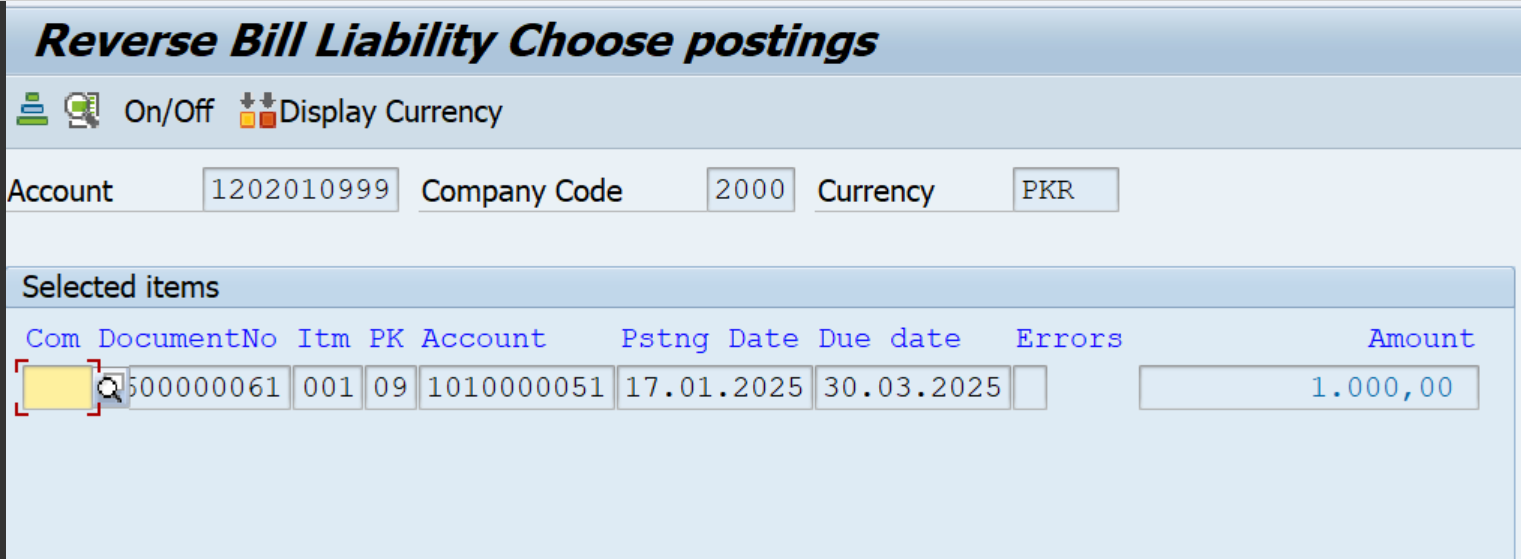 Reverse Bill Liability Choose postings
On/Off Display Currency
Account 1202010999 Company Code 2000 Currency PKR
Selected items
Com DocumentNo Itm PK Account Pstng Date Due date Errors Amount
500000061 001 09 1010000051 17.01.2025 30.03.2025 1.000,00